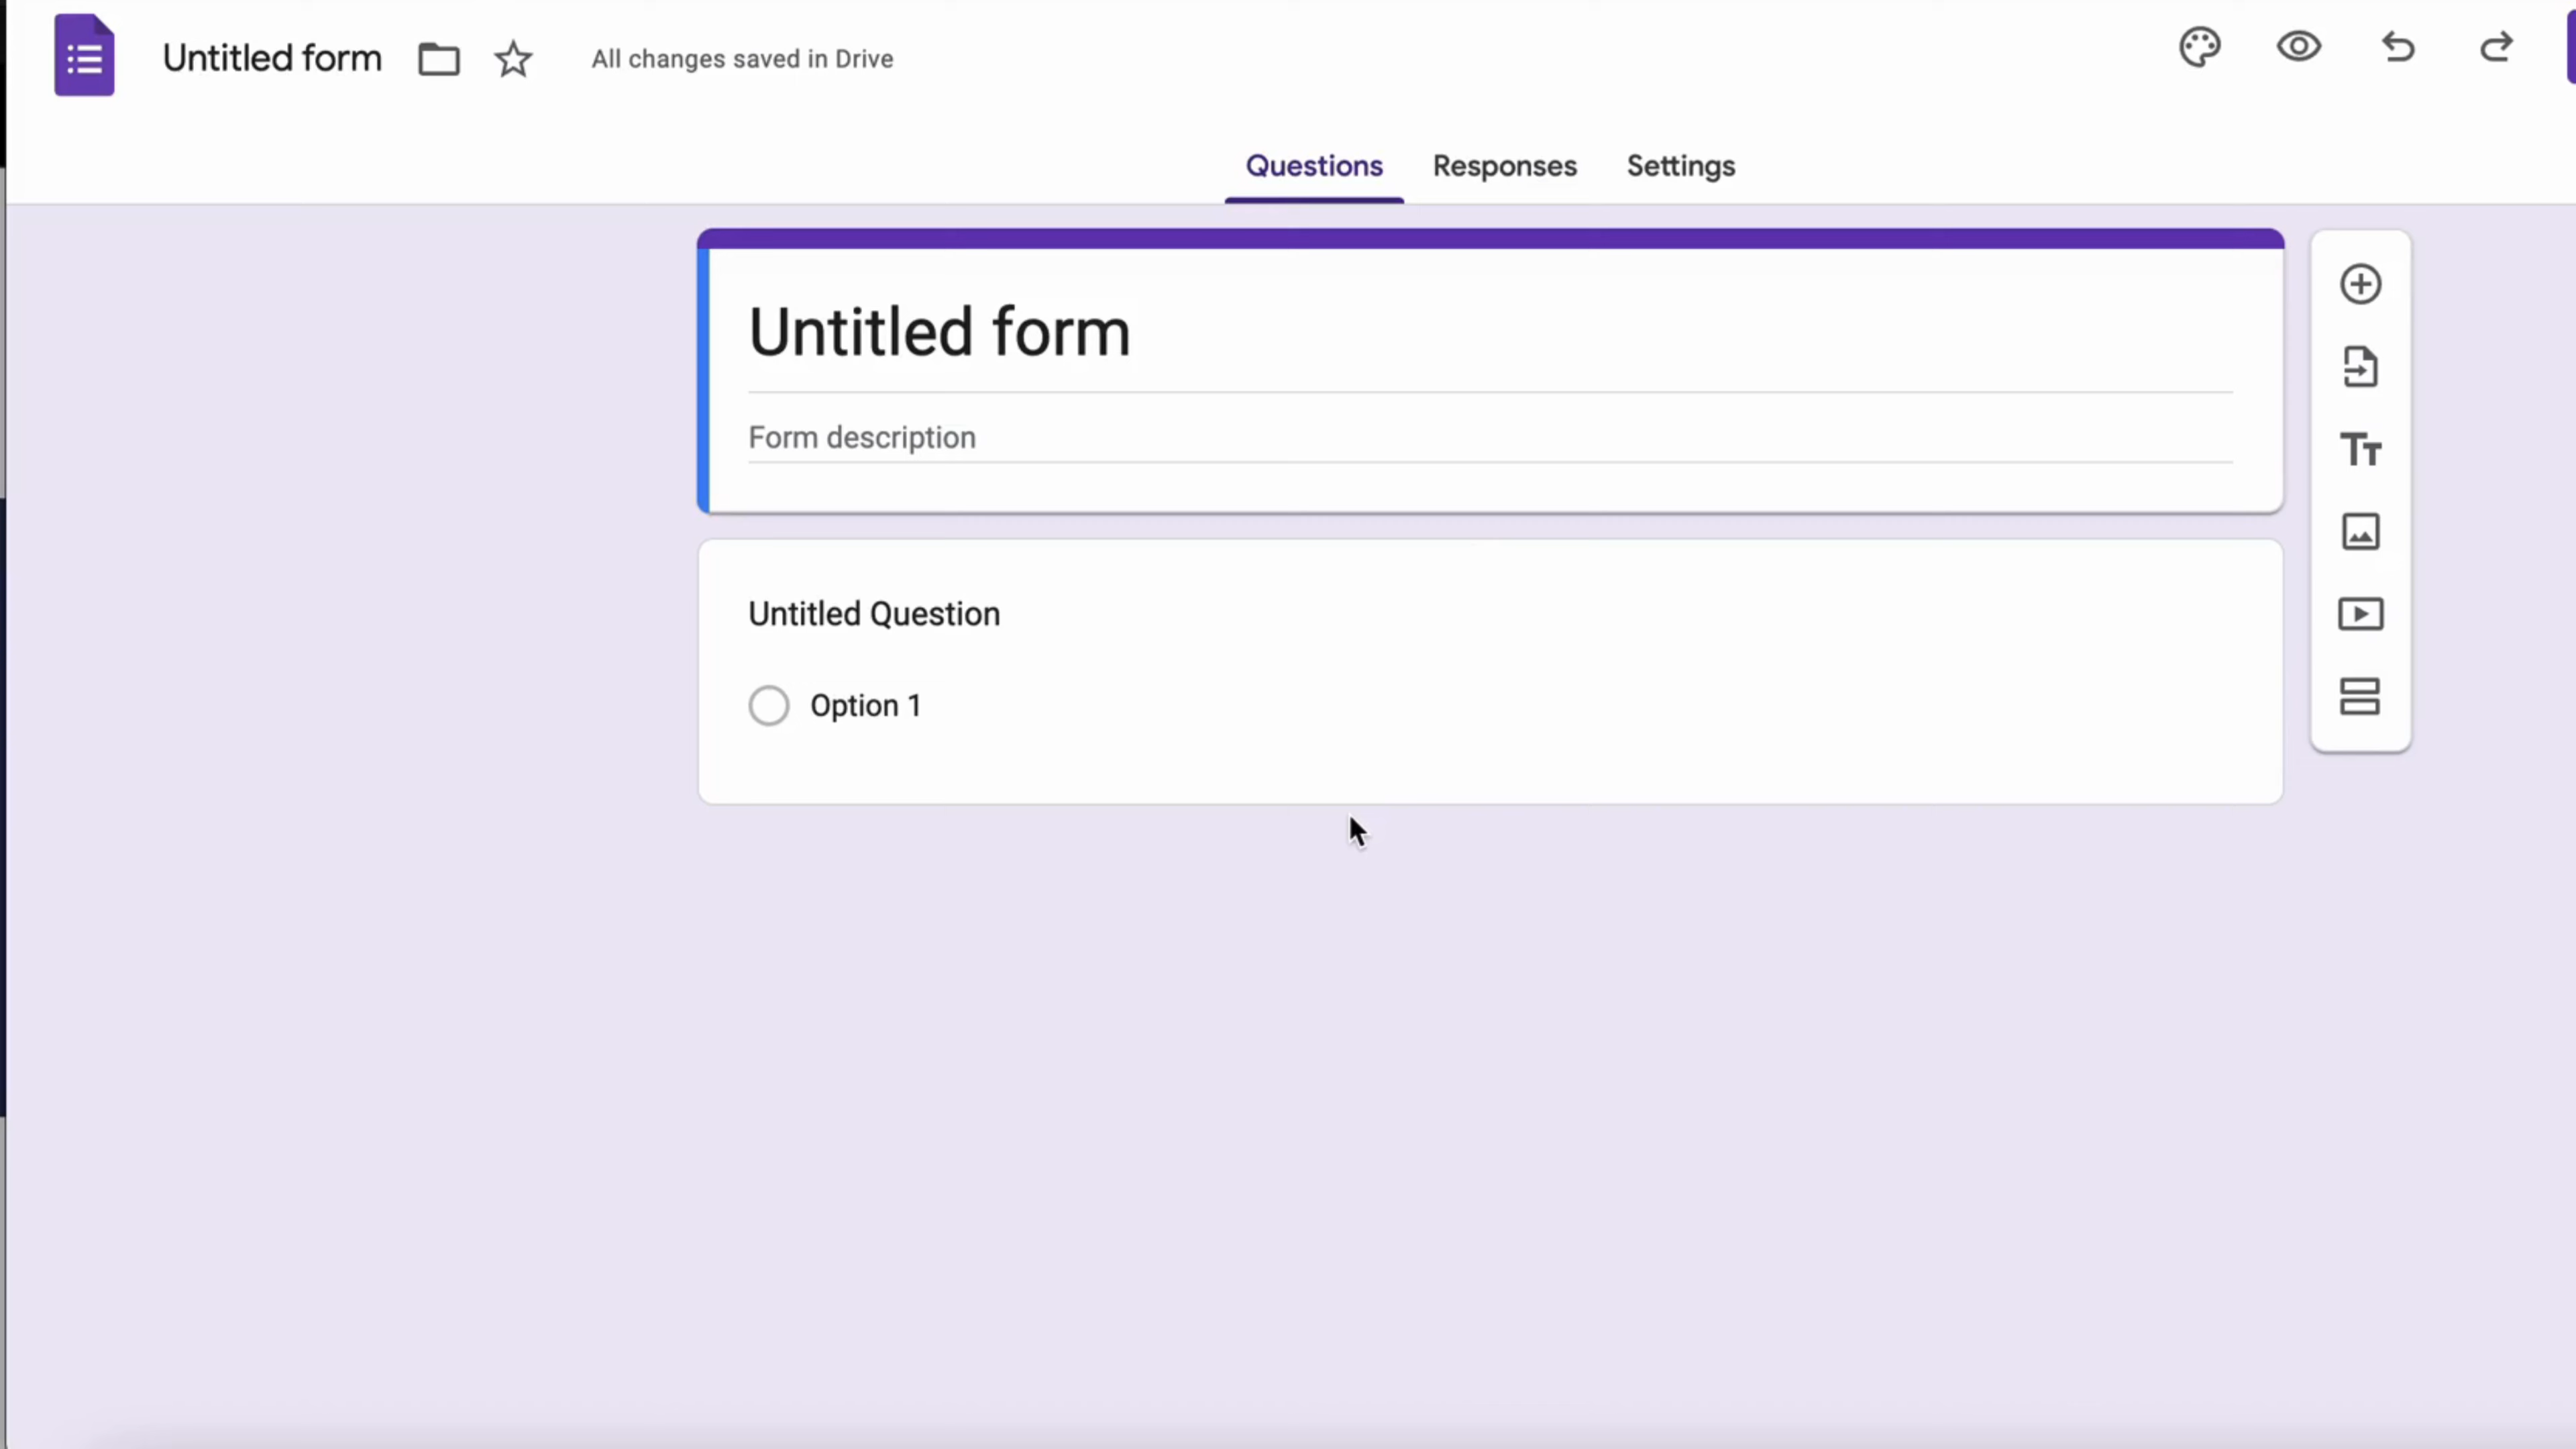 Untitled form
All changes saved in Drive
Questions
Responses
Settings
Untitled form
Form description
Untitled Question
Option 1